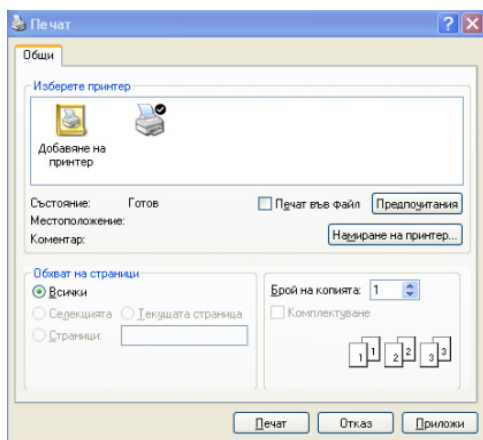 Печат
Общи
Изберете принтер
Добавяне на
принтер
Състояние: Готов
Местоположение:
Коментар:
Печат във файл
Предпочитания
Намиране на принтер...
Обхват на страници
Всички
Селекцията Текущата страница
Страници:
Брой на копията: 1
Комплектуване
1 1 2 2 3 3
Печат Отказ Приложи